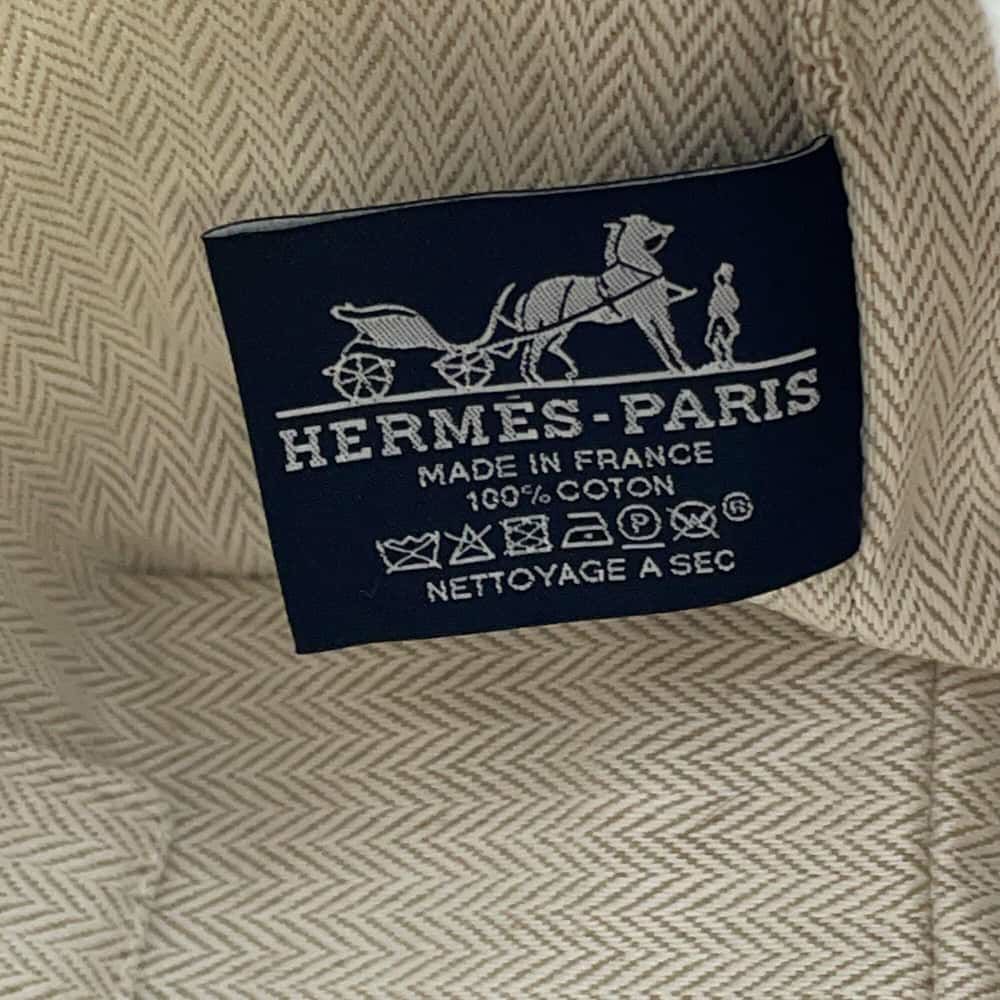 HERMÈS-PARIS
MADE IN FRANCE
100% COTON
P ®
NETTOYAGE A SEC